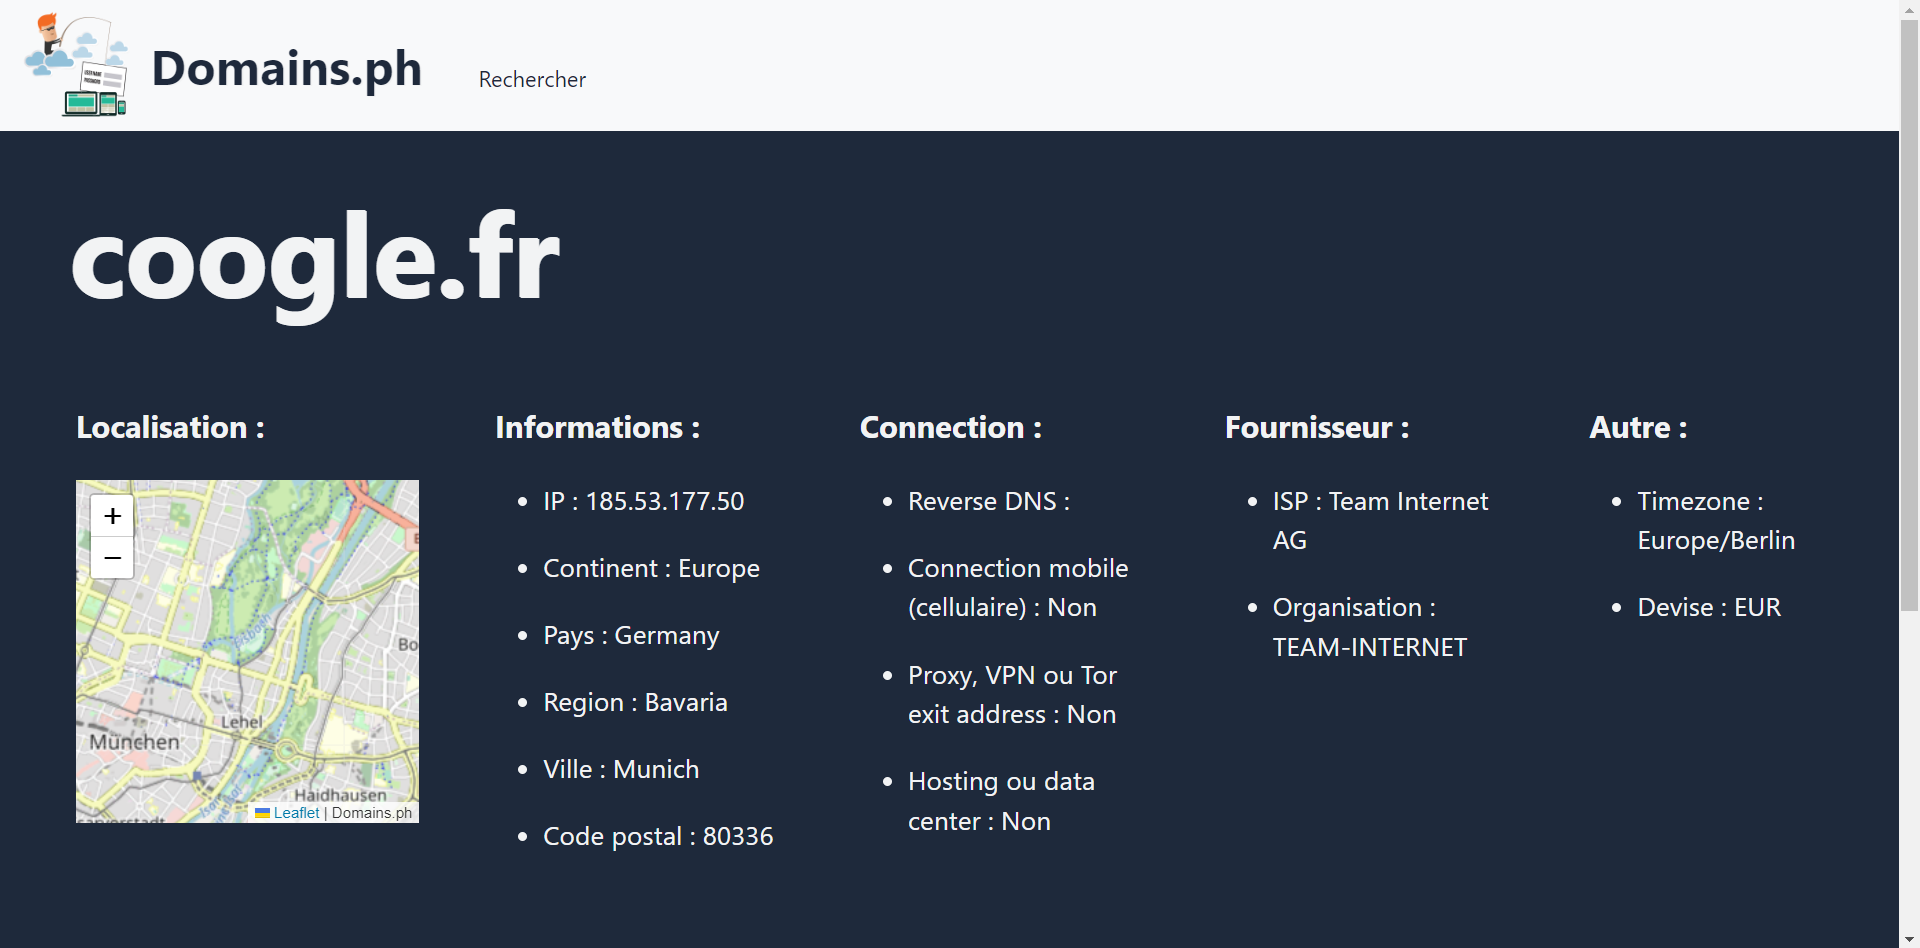 Domains.ph
Rechercher
coogle.fr
Localisation :
+
−
Lehel
München
Haidhausen
Bo
Leaflet | Domains.ph
Informations :
• IP : 185.53.177.50
• Continent : Europe
• Pays : Germany
• Region : Bavaria
• Ville : Munich
• Code postal : 80336
Connection :
• Reverse DNS :
• Connection mobile
(cellulaire) : Non
• Proxy, VPN ou Tor
exit address : Non
• Hosting ou data
center : Non
Fournisseur :
• ISP : Team Internet
AG
• Organisation :
TEAM-INTERNET
Autre :
• Timezone :
Europe/Berlin
• Devise : EUR